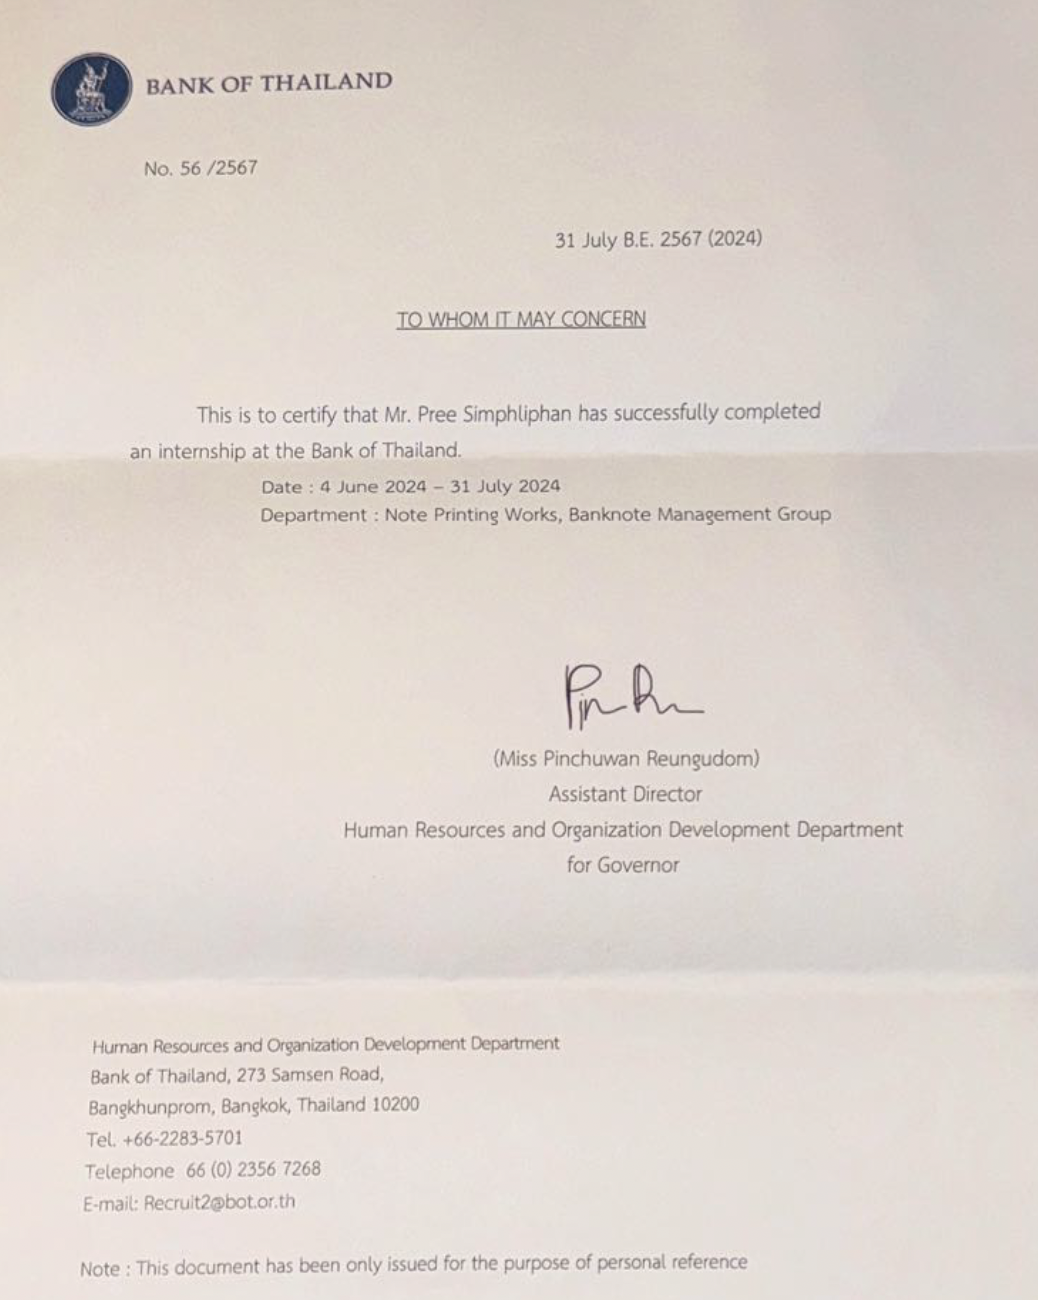 BANK OF THAILAND
No. 56 /2567
31 July B.E. 2567 (2024)
TO WHOM IT MAY CONCERN
This is to certify that Mr. Pree Simphliphan has successfully completed
an internship at the Bank of Thailand.
Date : 4 June 2024 – 31 July 2024
Department : Note Printing Works, Banknote Management Group
(Miss Pinchuwan Reungudom)
Assistant Director
Human Resources and Organization Development Department
for Governor
Human Resources and Organization Development Department
Bank of Thailand, 273 Samsen Road,
Bangkhunprom, Bangkok, Thailand 10200
Tel. +66-2283-5701
Telephone 66 (0) 2356 7268
E-mail: Recruit2@bot.or.th
Note : This document has been only issued for the purpose of personal reference